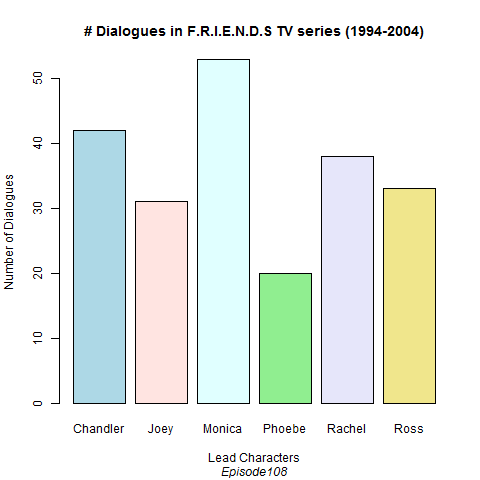 # Dialogues in F.R.I.E.N.D.S TV series (1994-2004)
Number of Dialogues
50
40
30
20
10
0
Chandler Joey Monica Phoebe Rachel Ross
Lead Characters
Episode108